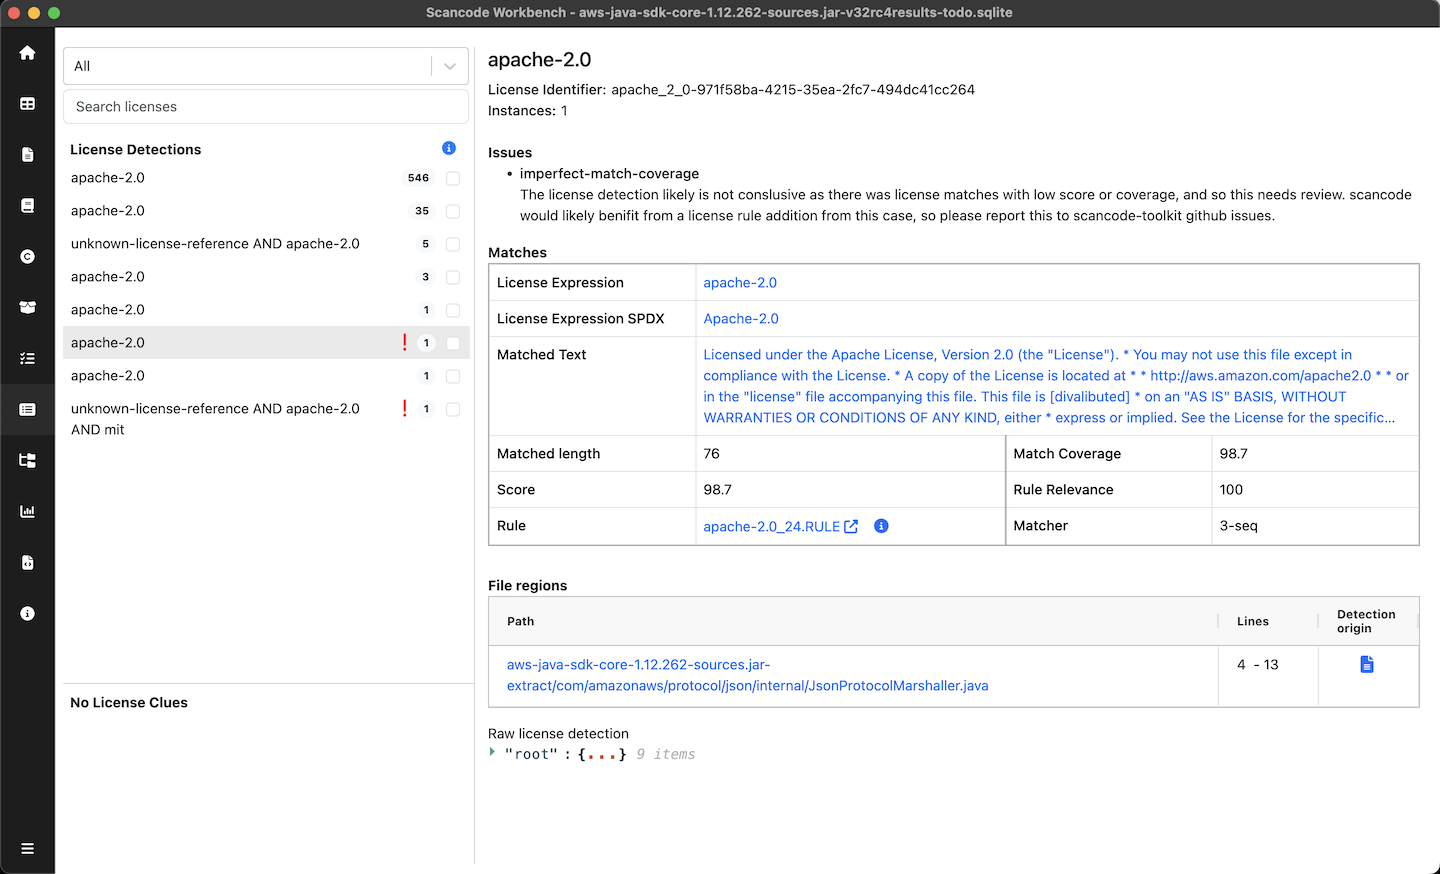 Scancode Workbench - aws-java-sdk-core-1.12.262-sources.jar-v32rc4results-todo.sqlite
All
Search licenses
License Detections
apache-2.0 546
apache-2.0 35
unknown-license-reference AND apache-2.0 5
apache-2.0 3
apache-2.0 1
apache-2.0 ❗ 1
apache-2.0 1
unknown-license-reference AND apache-2.0 ❗ 1
AND mit
No License Clues
apache-2.0
License Identifier: apache_2_0-971f58ba-4215-35ea-2fc7-494dc41cc264
Instances: 1
Issues
• imperfect-match-coverage
The license detection likely is not conslusive as there was license matches with low score or coverage, and so this needs review. scancode
would likely benifit from a license rule addition from this case, so please report this to scancode-toolkit github issues.
Matches
License Expression apache-2.0
License Expression SPDX Apache-2.0
Matched Text Licensed under the Apache License, Version 2.0 (the "License"). * You may not use this file except in
compliance with the License. * A copy of the License is located at * * http://aws.amazon.com/apache2.0 * * or
in the "license" file accompanying this file. This file is [divalibuted] * on an "AS IS" BASIS, WITHOUT
WARRANTIES OR CONDITIONS OF ANY KIND, either * express or implied. See the License for the specific...
Matched length 76 Match Coverage 98.7
Score 98.7 Rule Relevance 100
Rule apache-2.0_24.RULE Matcher 3-seq
File regions
Path Lines Detection
origin
aws-java-sdk-core-1.12.262-sources.jar- 4 - 13
extract/com/amazonaws/protocol/json/internal/JsonProtocolMarshaller.java
Raw license detection
"root" : {...} 9 items